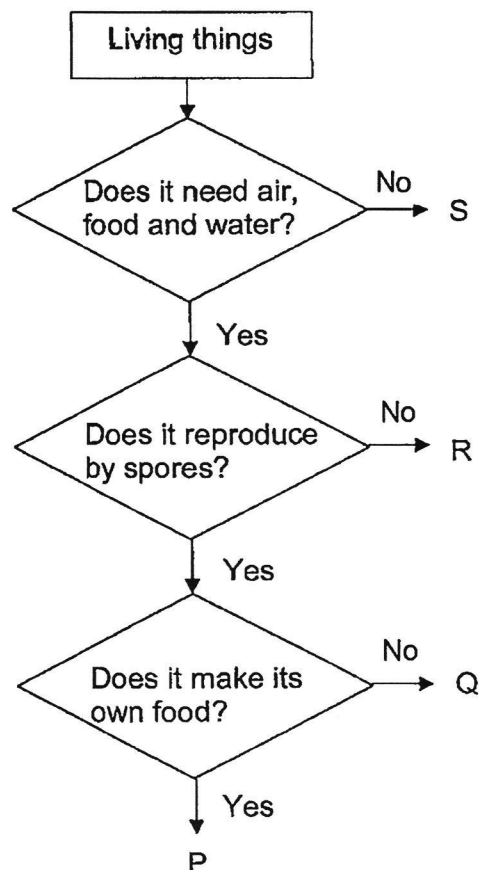 Living things
Does it need air,
food and water?
No
S
Yes
Does it reproduce
by spores?
No
R
Yes
Does it make its
own food?
No
Q
Yes
P